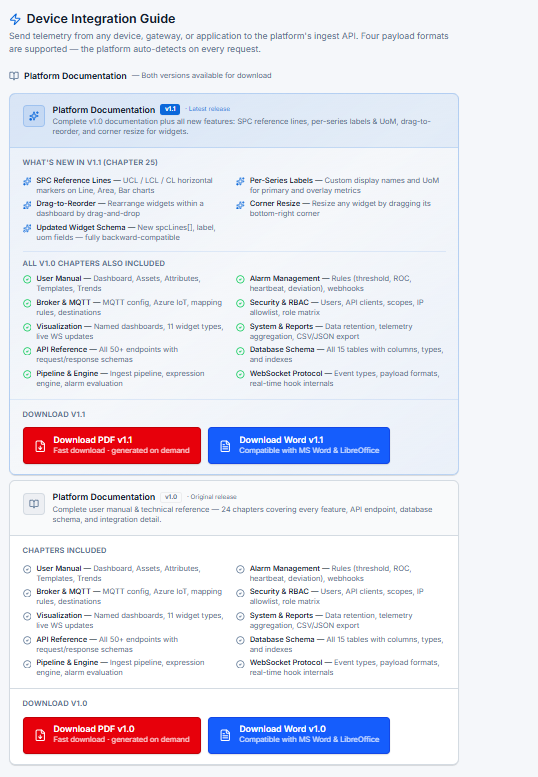 Device Integration Guide
Send telemetry from any device, gateway, or application to the platform's ingest API. Four payload formats
are supported — the platform auto-detects on every request.
Platform Documentation — Both versions available for download
Platform Documentation v1.1 · Latest release
Complete v1.0 documentation plus all new features: SPC reference lines, per-series labels & UoM, drag-to-
reorder, and corner resize for widgets.
WHAT'S NEW IN V1.1 (CHAPTER 25)
SPC Reference Lines — UCL / LCL / CL horizontal
markers on Line, Area, Bar charts
Per-Series Labels — Custom display names and UoM
for primary and overlay metrics
Drag-to-Reorder — Rearrange widgets within a
dashboard by drag-and-drop
Corner Resize — Resize any widget by dragging its
bottom-right corner
Updated Widget Schema — New spcLines[], label,
uom fields — fully backward-compatible
ALL V1.0 CHAPTERS ALSO INCLUDED
User Manual — Dashboard, Assets, Attributes,
Templates, Trends
Alarm Management — Rules (threshold, ROC,
heartbeat, deviation), webhooks
Broker & MQTT — MQTT config, Azure IoT, mapping
rules, destinations
Security & RBAC — Users, API clients, scopes, IP
allowlist, role matrix
Visualization — Named dashboards, 11 widget types,
live WS updates
System & Reports — Data retention, telemetry
aggregation, CSV/JSON export
API Reference — All 50+ endpoints with
request/response schemas
Database Schema — All 15 tables with columns, types,
and indexes
Pipeline & Engine — Ingest pipeline, expression
engine, alarm evaluation
WebSocket Protocol — Event types, payload formats,
real-time hook internals
DOWNLOAD V1.1
Download PDF v1.1
Fast download · generated on demand
Download Word v1.1
Compatible with MS Word & LibreOffice
Platform Documentation v1.0 · Original release
Complete user manual & technical reference — 24 chapters covering every feature, API endpoint, database
schema, and integration detail.
CHAPTERS INCLUDED
User Manual — Dashboard, Assets, Attributes,
Templates, Trends
Alarm Management — Rules (threshold, ROC,
heartbeat, deviation), webhooks
Broker & MQTT — MQTT config, Azure IoT, mapping
rules, destinations
Security & RBAC — Users, API clients, scopes, IP
allowlist, role matrix
Visualization — Named dashboards, 11 widget types,
live WS updates
System & Reports — Data retention, telemetry
aggregation, CSV/JSON export
API Reference — All 50+ endpoints with
request/response schemas
Database Schema — All 15 tables with columns, types,
and indexes
Pipeline & Engine — Ingest pipeline, expression
engine, alarm evaluation
WebSocket Protocol — Event types, payload formats,
real-time hook internals
DOWNLOAD V1.0
Download PDF v1.0
Fast download · generated on demand
Download Word v1.0
Compatible with MS Word & LibreOffice